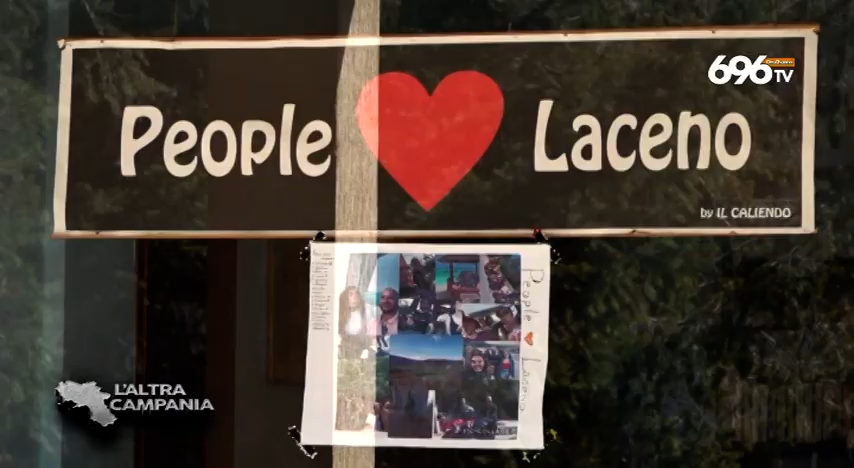 People Laceno
by IL CALIENDO
696
TV
People Laceno
L'ALTRA
CAMPANIA